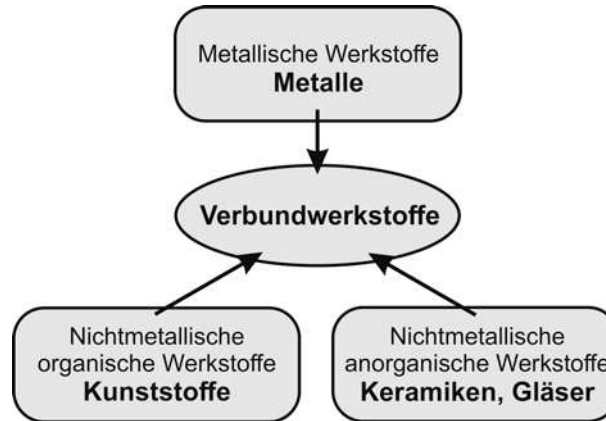 Metallische Werkstoffe
Metalle
Verbundwerkstoffe
Nichtmetallische
organische Werkstoffe
Kunststoffe
Nichtmetallische
anorganische Werkstoffe
Keramiken, Gläser